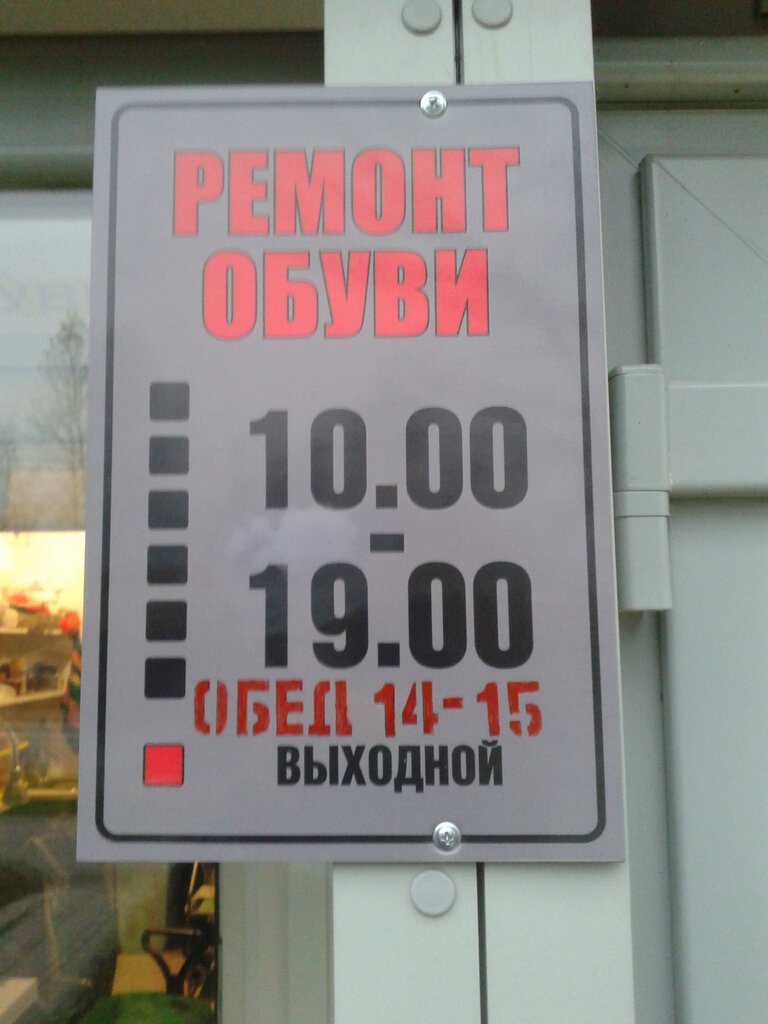 РЕМОНТ
ОБУВИ
10.00
-
19.00
ОБЕД 14-15
ВЫХОДНОЙ